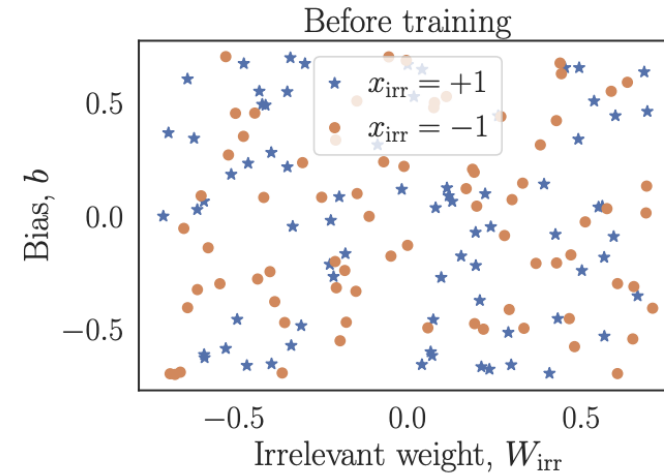 Before training
x_irr = +1
x_irr = −1
Bias, b
0.5
0.0
−0.5
−0.5
0.0
0.5
Irrelevant weight, W_irr